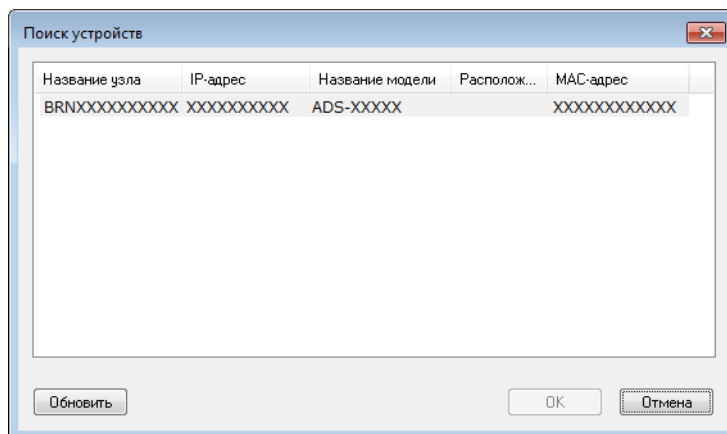 Поиск устройств
Название узла IP-адрес Название модели Располож... MAC-адрес
BRNXXXXXXXXXX XXXXXXXXXX ADS-XXXXX XXXXXXXXXXXX
Обновить OK Отмена